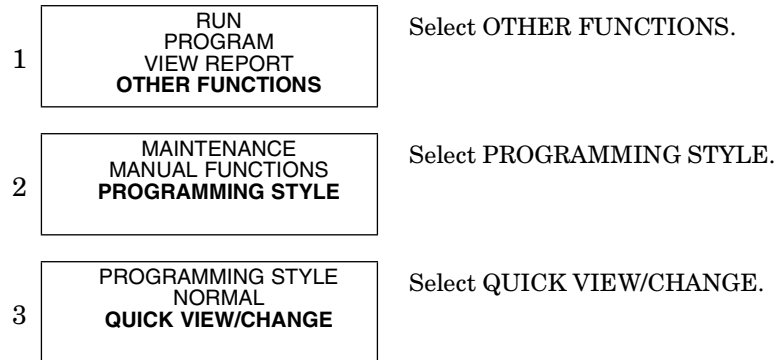 1
RUN
PROGRAM
VIEW REPORT
OTHER FUNCTIONS
Select OTHER FUNCTIONS.
2
MAINTENANCE
MANUAL FUNCTIONS
PROGRAMMING STYLE
Select PROGRAMMING STYLE.
3
PROGRAMMING STYLE
NORMAL
QUICK VIEW/CHANGE
Select QUICK VIEW/CHANGE.